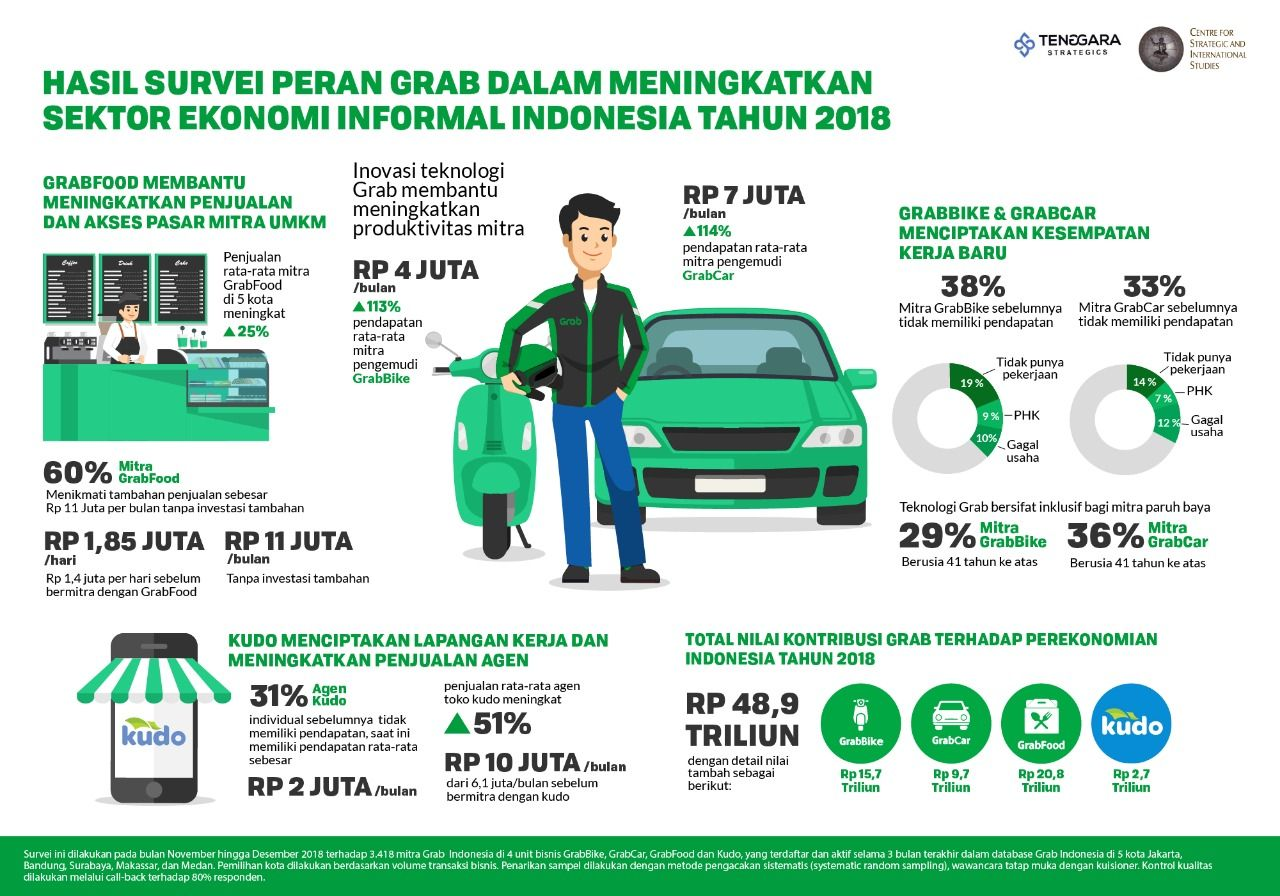 TENGGARA
STRATEGICS
CENTRE FOR
STRATEGIC AND
INTERNATIONAL
STUDIES
HASIL SURVEI PERAN GRAB DALAM MENINGKATKAN
SEKTOR EKONOMI INFORMAL INDONESIA TAHUN 2018
GRABFOOD MEMBANTU
MENINGKATKAN PENJUALAN
DAN AKSES PASAR MITRA UMKM
Coffee
Drink
Cake
Penjualan
rata-rata mitra
GrabFood
di 5 kota
meningkat
▲25%
60% Mitra
GrabFood
Menikmati tambahan penjualan sebesar
Rp 11 Juta per bulan tanpa investasi tambahan
RP 1,85 JUTA
/hari
Rp 1,4 juta per hari sebelum
bermitra dengan GrabFood
RP 11 JUTA
/bulan
Tanpa investasi tambahan
Inovasi teknologi
Grab membantu
meningkatkan
produktivitas mitra
RP 4 JUTA
/bulan
▲113%
pendapatan
rata-rata
mitra
pengemudi
GrabBike
Grab
RP 7 JUTA
/bulan
▲114%
pendapatan rata-rata
mitra pengemudi
GrabCar
GRABBIKE & GRABCAR
MENCIPTAKAN KESEMPATAN
KERJA BARU
38%
Mitra GrabBike sebelumnya
tidak memiliki pendapatan
33%
Mitra GrabCar sebelumnya
tidak memiliki pendapatan
Tidak punya
pekerjaan
19 %
9 %
PHK
10%
Gagal
usaha
Tidak punya
pekerjaan
14 %
7 %
PHK
12 %
Gagal
usaha
Teknologi Grab bersifat inklusif bagi mitra paruh baya
29% Mitra
GrabBike
Berusia 41 tahun ke atas
36% Mitra
GrabCar
Berusia 41 tahun ke atas
kudo
KUDO MENCIPTAKAN LAPANGAN KERJA DAN
MENINGKATKAN PENJUALAN AGEN
31% Agen
Kudo
individual sebelumnya tidak
memiliki pendapatan, saat ini
memiliki pendapatan rata-rata
sebesar
RP 2 JUTA /bulan
penjualan rata-rata agen
toko kudo meningkat
▲51%
RP 10 JUTA /bulan
dari 6,1 juta/bulan sebelum
bermitra dengan kudo
TOTAL NILAI KONTRIBUSI GRAB TERHADAP PEREKONOMIAN
INDONESIA TAHUN 2018
RP 48,9
TRILIUN
dengan detail nilai
tambah sebagai
berikut:
GrabBike
Rp 15,7
Triliun
GrabCar
Rp 9,7
Triliun
GrabFood
Rp 20,8
Triliun
kudo
Rp 2,7
Triliun
Survei ini dilakukan pada bulan November hingga Desember 2018 terhadap 3.418 mitra Grab Indonesia di 4 unit bisnis GrabBike, GrabCar, GrabFood dan Kudo, yang terdaftar dan aktif selama 3 bulan terakhir dalam database Grab Indonesia di 5 kota Jakarta,
Bandung, Surabaya, Makassar, dan Medan. Pemilihan kota dilakukan berdasarkan volume transaksi bisnis. Penarikan sampel dilakukan dengan metode pengacakan sistematis (systematic random sampling), wawancara tatap muka dengan kuisioner. Kontrol kualitas
dilakukan melalui call-back terhadap 80% responden.